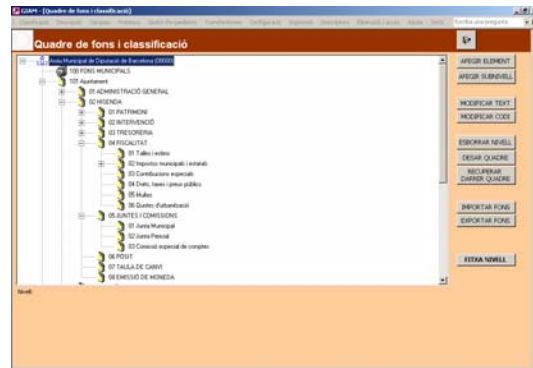 GIAM - [Quadre de fons i classificació]
Quadre de fons i classificació
Arxiu Municipal de Diputació de Barcelona (00000)
100 FONS MUNICIPALS
101 Ajuntament
01 ADMINISTRACIÓ GENERAL
02 HISENDA
01 PATRIMONI
02 INTERVENCIÓ
03 TRESORERIA
04 FISCALITAT
01 Talles i
02 Impostos municipals i estatals
03 Contribucions especials
04 Drets, taxes i preus públics
05 Multes
06 Quotes d'urbanització
05 JUNTES I COMISSIONS
01 Junta Municipal
02 Junta Pericial
03 Comissió especial de comptes
06 PÒSIT
07 TAULA DE CANVI
08 EMISSIÓ DE MONEDA
Nivell:
AFEGIR ELEMENT
AFEGIR SUBNIVELL
MODIFICAR TEXT
MODIFICAR CODI
ESBORRAR NIVELL
DESAR QUADRE
RECUPERAR
DARRER QUADRE
IMPORTAR FONS
EXPORTAR FONS
FITXA NIVELL